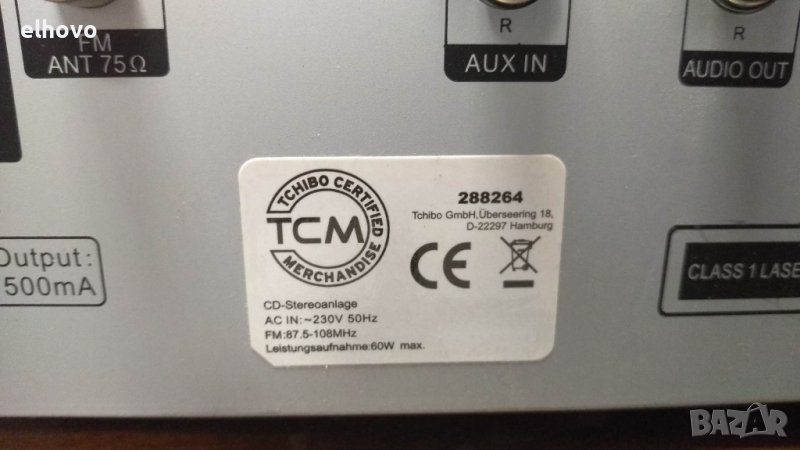 elhovo
FM
ANT 75Ω
R
AUX IN
R
AUDIO OUT
TCHIBO CERTIFIED
TCM
MERCHANDISE
288264
Tchibo GmbH,Überseering 18,
D-22297 Hamburg
CE
CD-Stereoanlage
AC IN:~230V 50Hz
FM:87.5-108MHz
Leistungsaufnahme:60W max.
Output:
500mA
CLASS 1 LASE
BAZAR